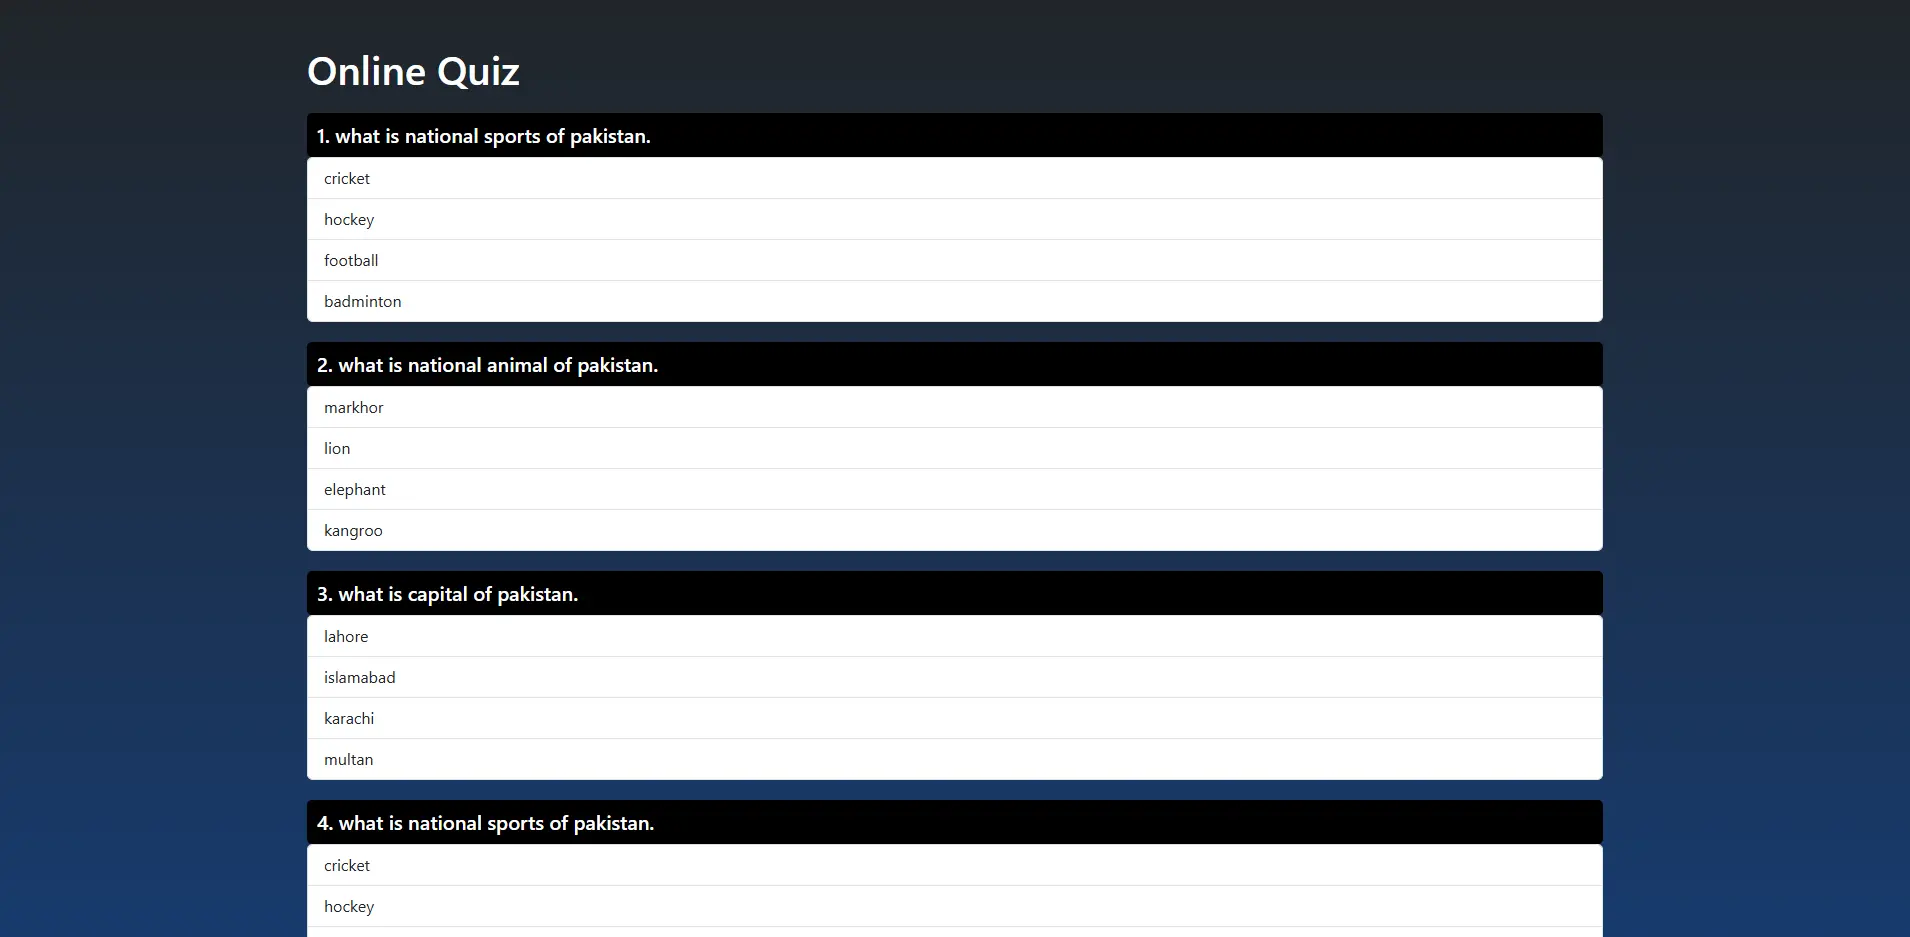 Online Quiz
1. what is national sports of pakistan.
cricket
hockey
football
badminton
2. what is national animal of pakistan.
markhor
lion
elephant
kangroo
3. what is capital of pakistan.
lahore
islamabad
karachi
multan
4. what is national sports of pakistan.
cricket
hockey